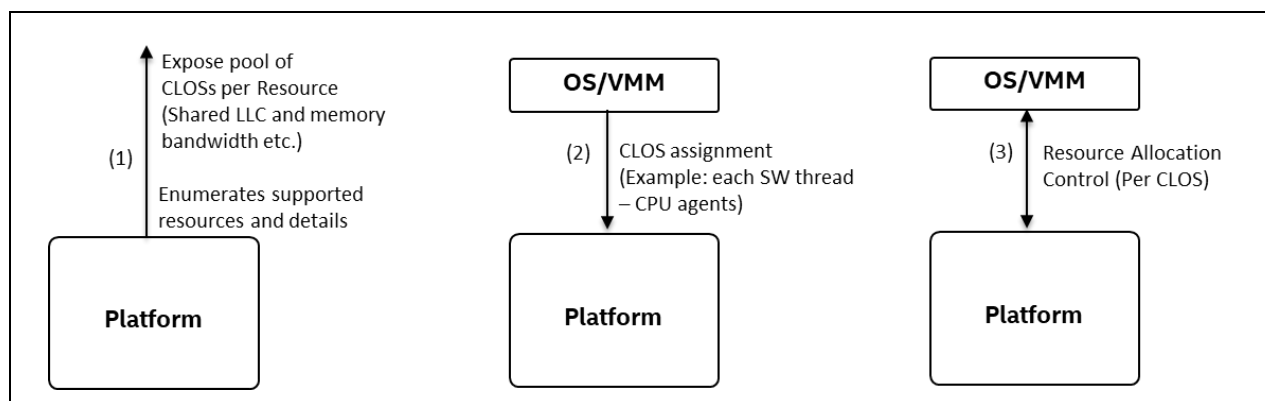 Expose pool of
CLOSs per Resource
(Shared LLC and memory
bandwidth etc.)
(1)
Enumerates supported
resources and details
Platform
OS/VMM
(2)
CLOS assignment
(Example: each SW thread
– CPU agents)
Platform
OS/VMM
(3)
Resource Allocation
Control (Per CLOS)
Platform